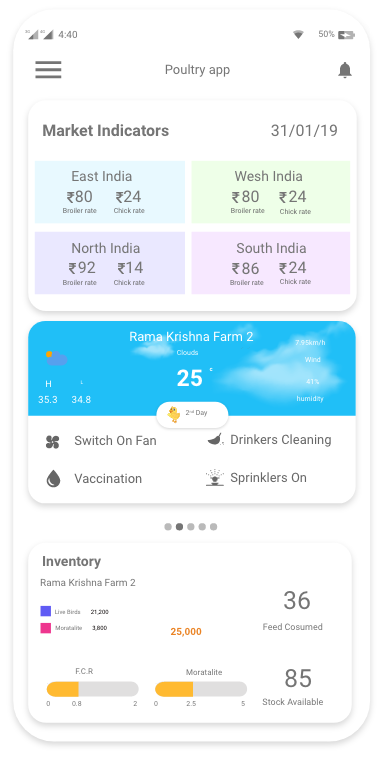 4G 4G 4:40 50%
Poultry app
Market Indicators 31/01/19
East India Wesh India
₹80 ₹24 ₹80 ₹24
Broiler rate Chick rate Broiler rate Chick rate
North India South India
₹92 ₹14 ₹86 ₹24
Broiler rate Chick rate Broiler rate Chick rate
Rama Krishna Farm 2
Clouds
7.95km/h
Wind
25 c
H L
35.3 34.8
41%
humidity
2nd Day
Switch On Fan Drinkers Cleaning
Vaccination Sprinklers On
Inventory
Rama Krishna Farm 2
Live Birds 21,200
Moratalite 3,800
25,000
36
Feed Cosumed
F.C.R Moratalite
0 0.8 2 0 2.5 5
85
Stock Available